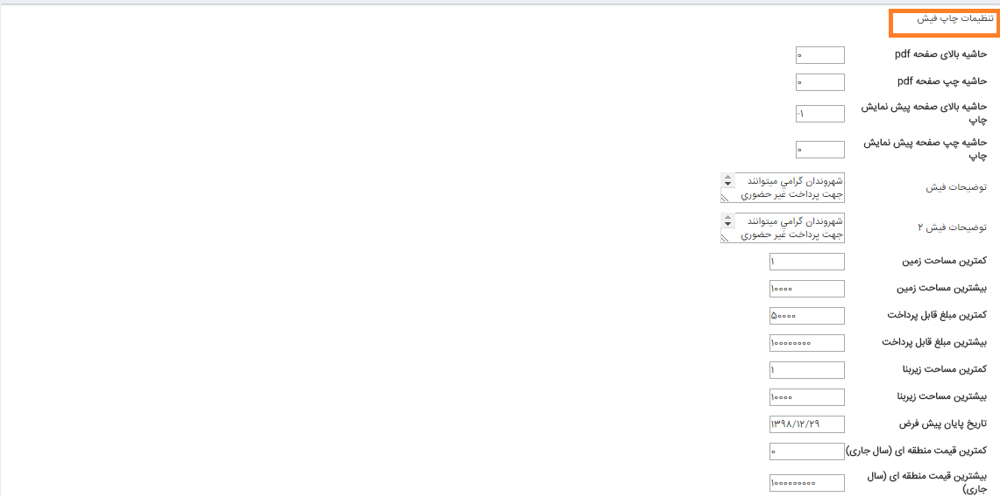 تنظیمات چاپ فیش
حاشیه بالای صفحه pdf
۰
حاشیه چپ صفحه pdf
۰
حاشیه بالای صفحه پیش نمایش
چاپ
-۱
حاشیه چپ صفحه پیش نمایش
چاپ
۰
توضیحات فیش
شهروندان گرامي ميتوانند
جهت پرداخت غير حضوري
توضیحات فیش ۲
شهروندان گرامي ميتوانند
جهت پرداخت غير حضوري
کمترین مساحت زمین
۱
بیشترین مساحت زمین
۱۰۰۰۰
کمترین مبلغ قابل پرداخت
۵۰۰۰۰
بیشترین مبلغ قابل پرداخت
۱۰۰۰۰۰۰۰۰
کمترین مساحت زیربنا
۱
بیشترین مساحت زیربنا
۱۰۰۰۰
تاریخ پایان پیش فرض
۱۳۹۸/۱۲/۲۹
کمترین قیمت منطقه ای (سال جاری)
۰
بیشترین قیمت منطقه ای (سال
جاری)
۱۰۰۰۰۰۰۰۰۰